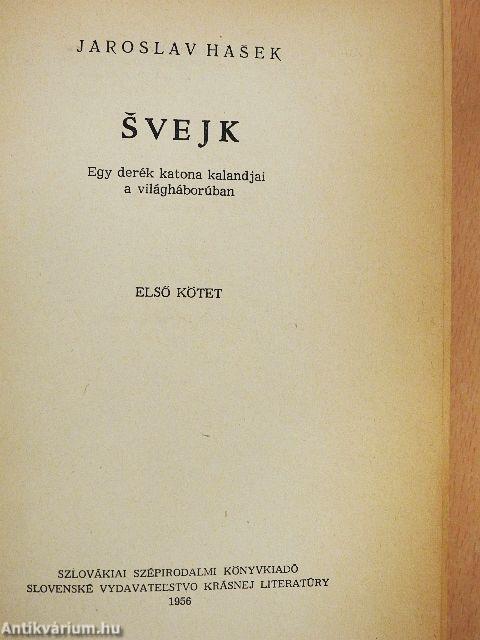 JAROSLAV HAŠEK
ŠVEJK
Egy derék katona kalandjai
a világháborúban
ELSŐ KÖTET
SZLOVÁKIAI SZÉPIRODALMI KÖNYVKIADÓ
SLOVENSKÉ VYDAVATEĽSTVO KRÁSNEJ LITERATÚRY
1956
Antikvárium.hu